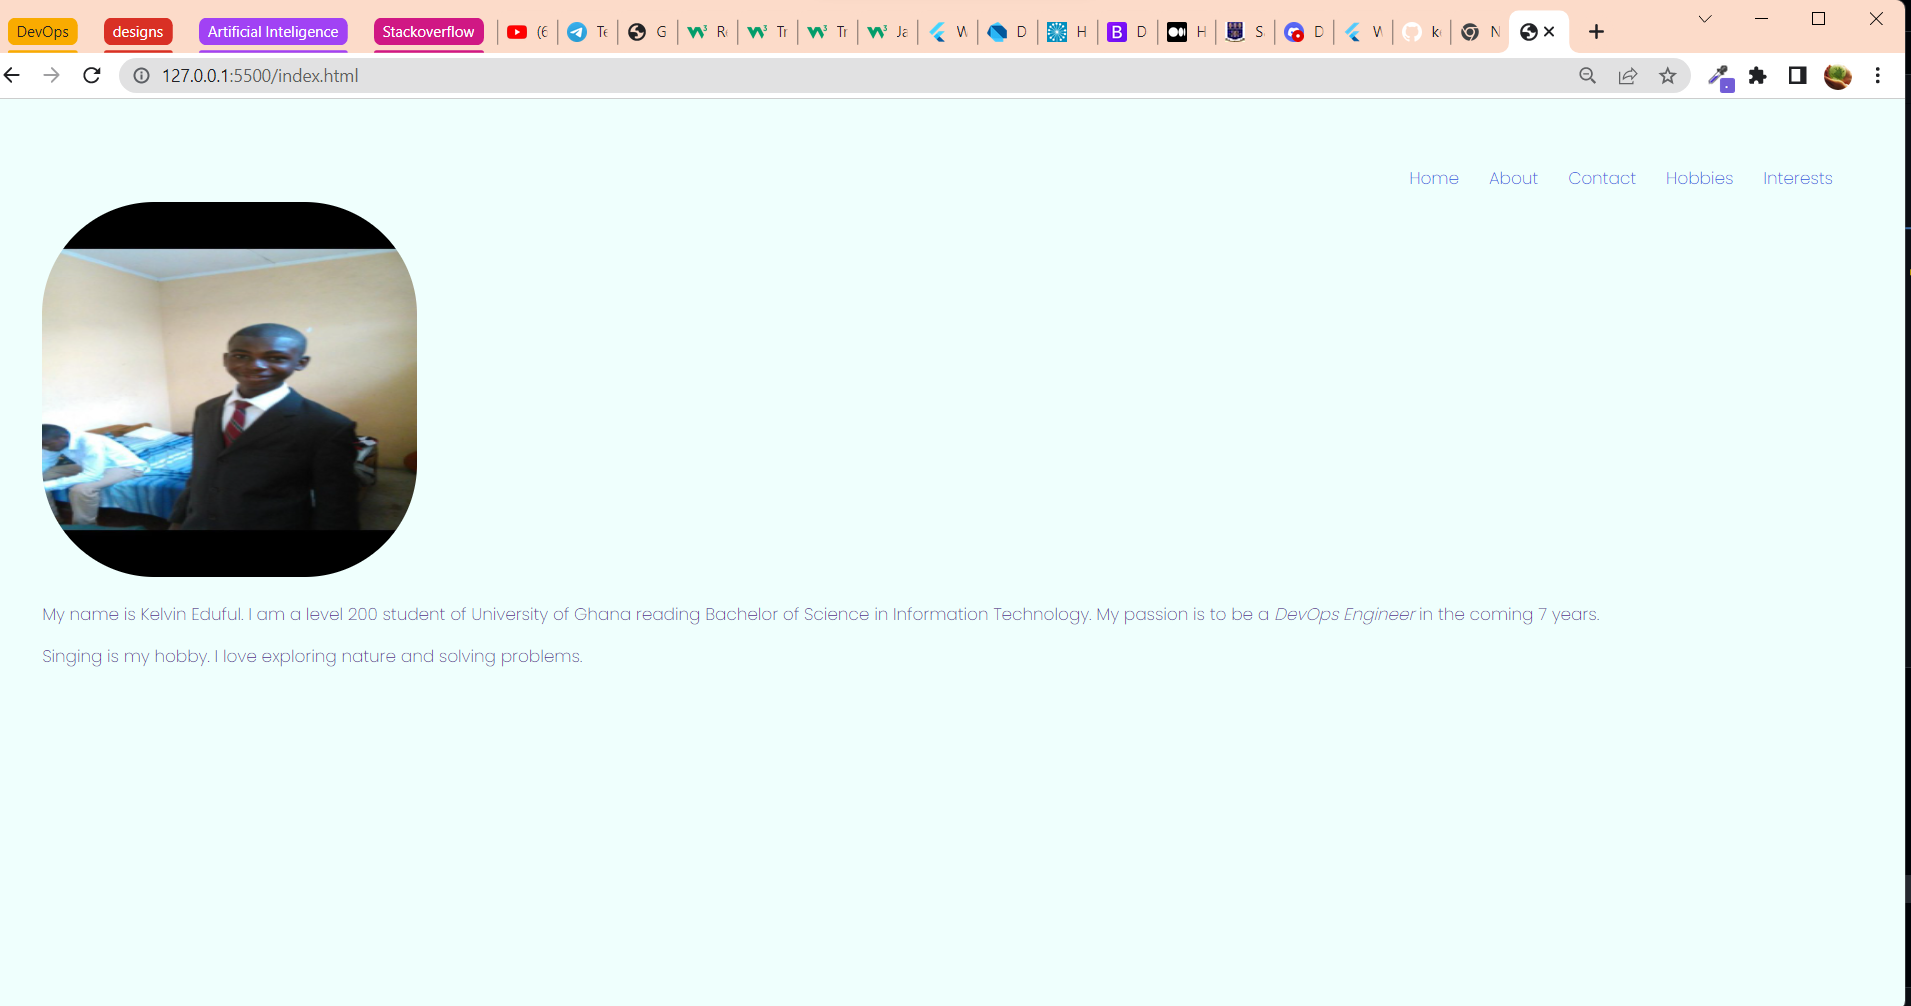 DevOps designs Artificial Inteligence Stackoverflow (6 Te G Re Tr Tr Ja W D H B D H S D W k N
127.0.0.1:5500/index.html
Home About Contact Hobbies Interests
My name is Kelvin Eduful. I am a level 200 student of University of Ghana reading Bachelor of Science in Information Technology. My passion is to be a DevOps Engineer in the coming 7 years.
Singing is my hobby. I love exploring nature and solving problems.